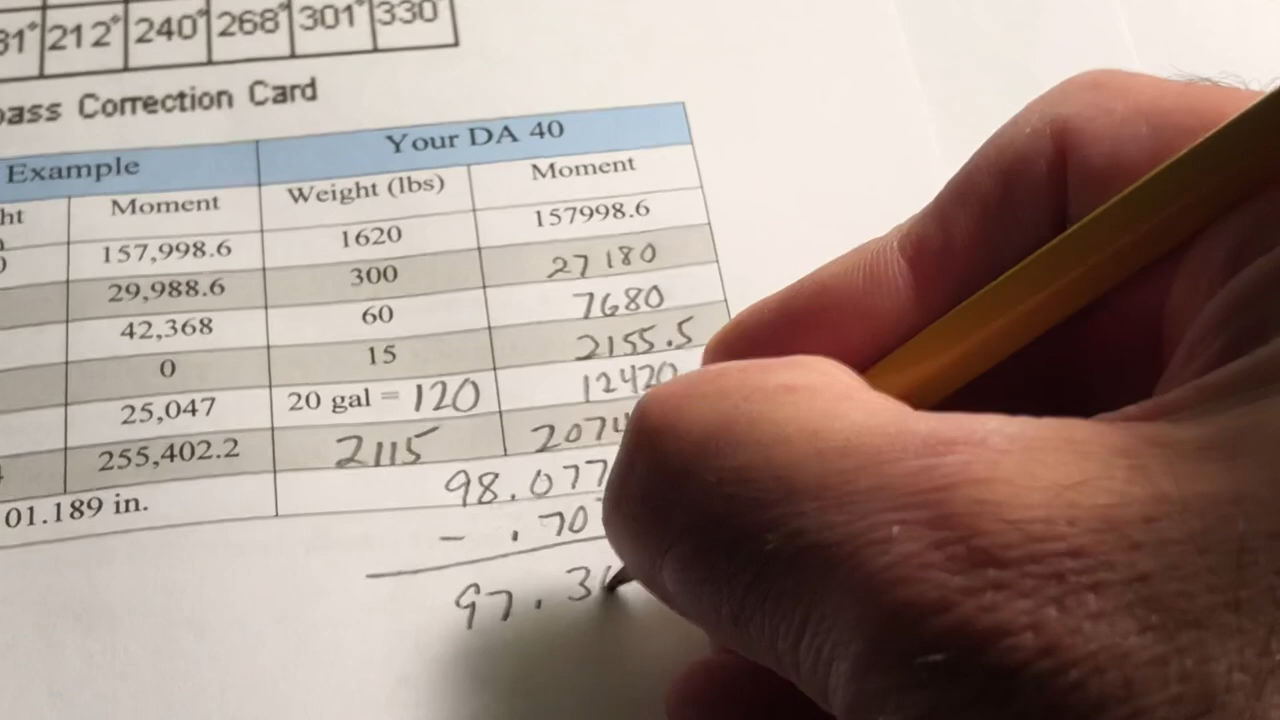 212° 240° 268° 301° 330
Correction Card
Example Your DA 40
Moment Weight (lbs) Moment
157,998.6 1620 157998.6
29,988.6 300 27180
42,368 60 7680
0 15 2155.5
25,047 20 gal = 120 12420
255,402.2 2115 2074
01.189 in. 98.077
- .70
97.3